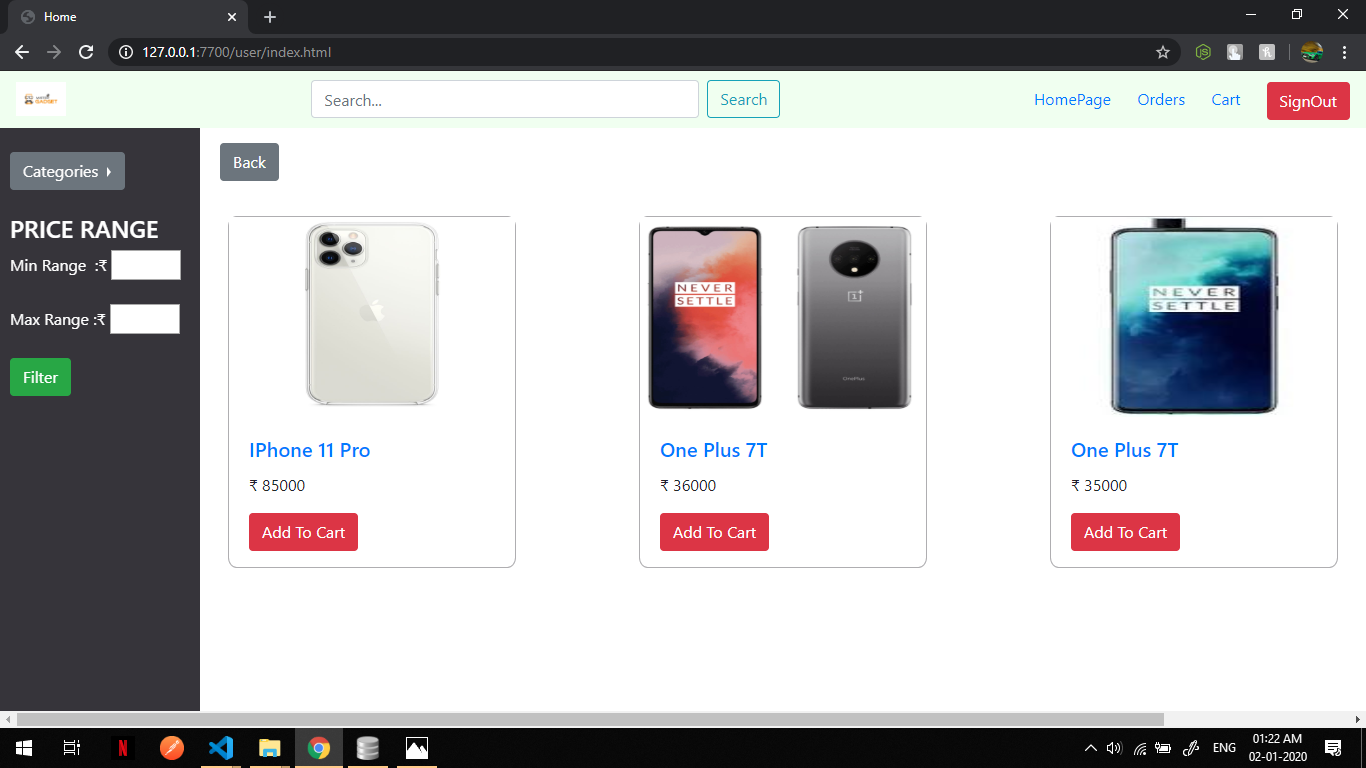 Home
127.0.0.1:7700/user/index.html
GADGET
Search...
Search
HomePage
Orders
Cart
SignOut
Categories
Back
PRICE RANGE
Min Range :₹
Max Range :₹
Filter
NEVER
SETTLE
OnePlus
NEVER
SETTLE
IPhone 11 Pro
₹ 85000
Add To Cart
One Plus 7T
₹ 36000
Add To Cart
One Plus 7T
₹ 35000
Add To Cart
ENG
01:22 AM
02-01-2020